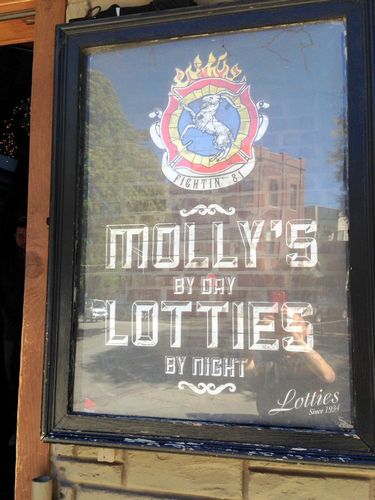 FIGHTIN' 81
MOLLY'S
BY DAY
LOTTIES
BY NIGHT
Lotties
Since 1934